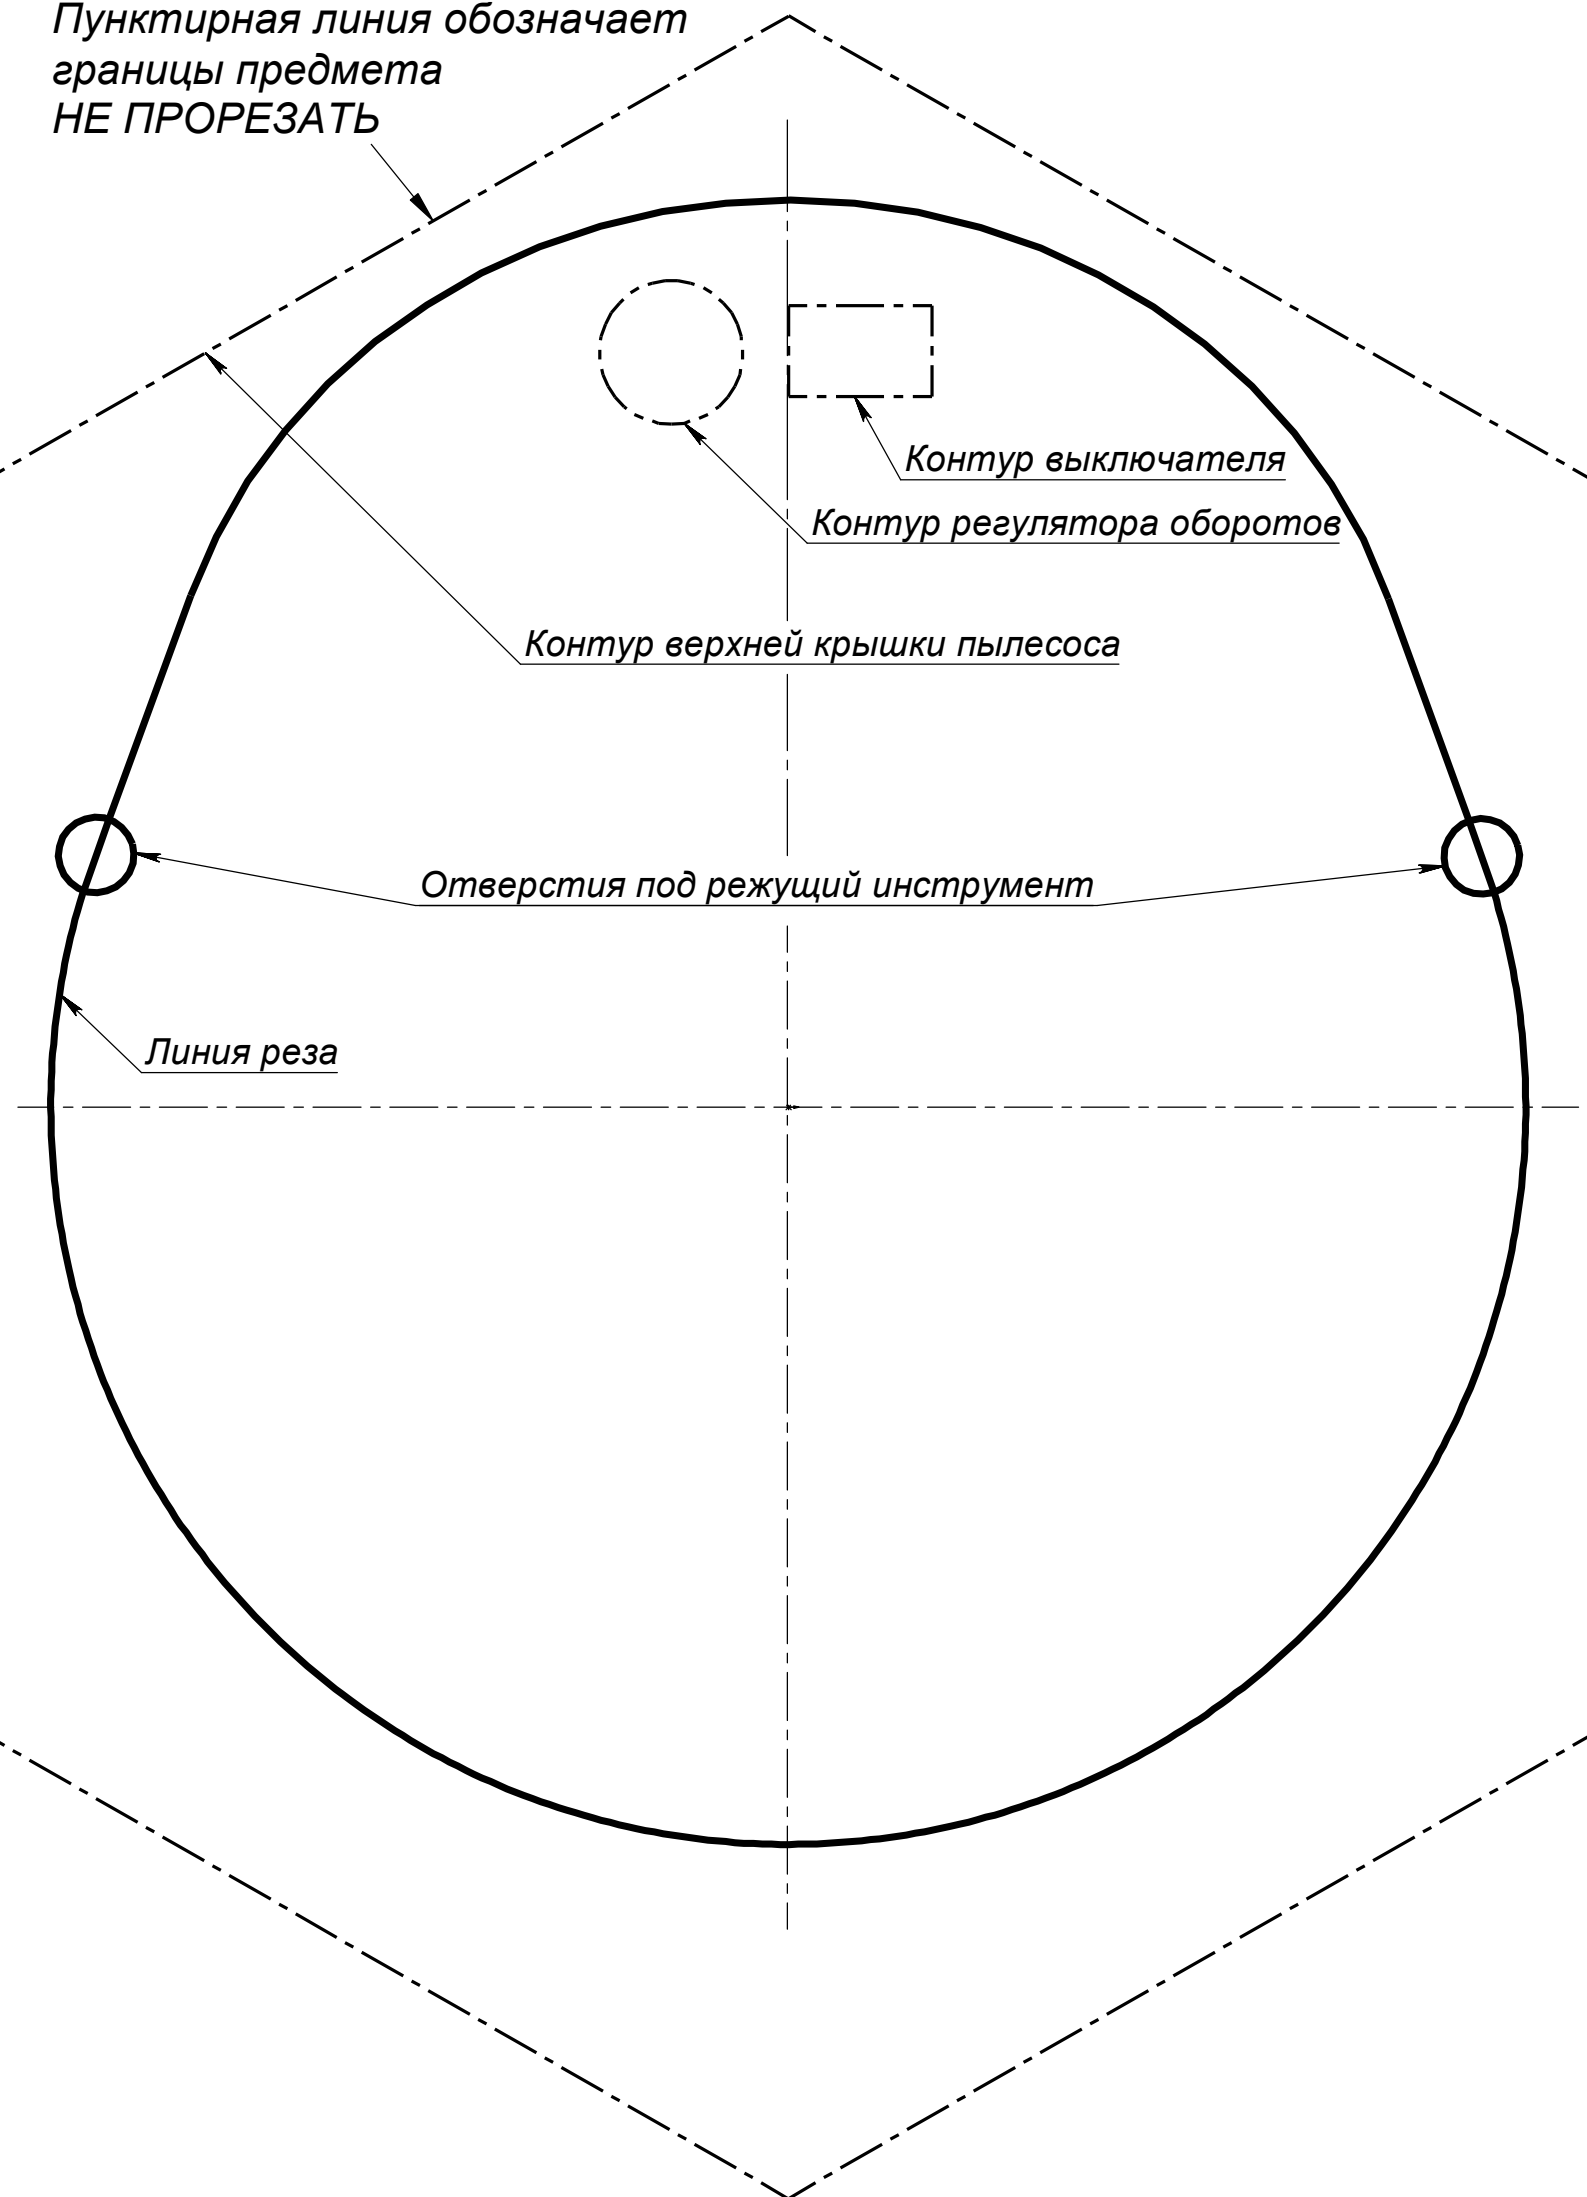 Пунктирная линия обозначает
границы предмета
НЕ ПРОРЕЗАТЬ
Контур выключателя
Контур регулятора оборотов
Контур верхней крышки пылесоса
Отверстия под режущий инструмент
Линия реза